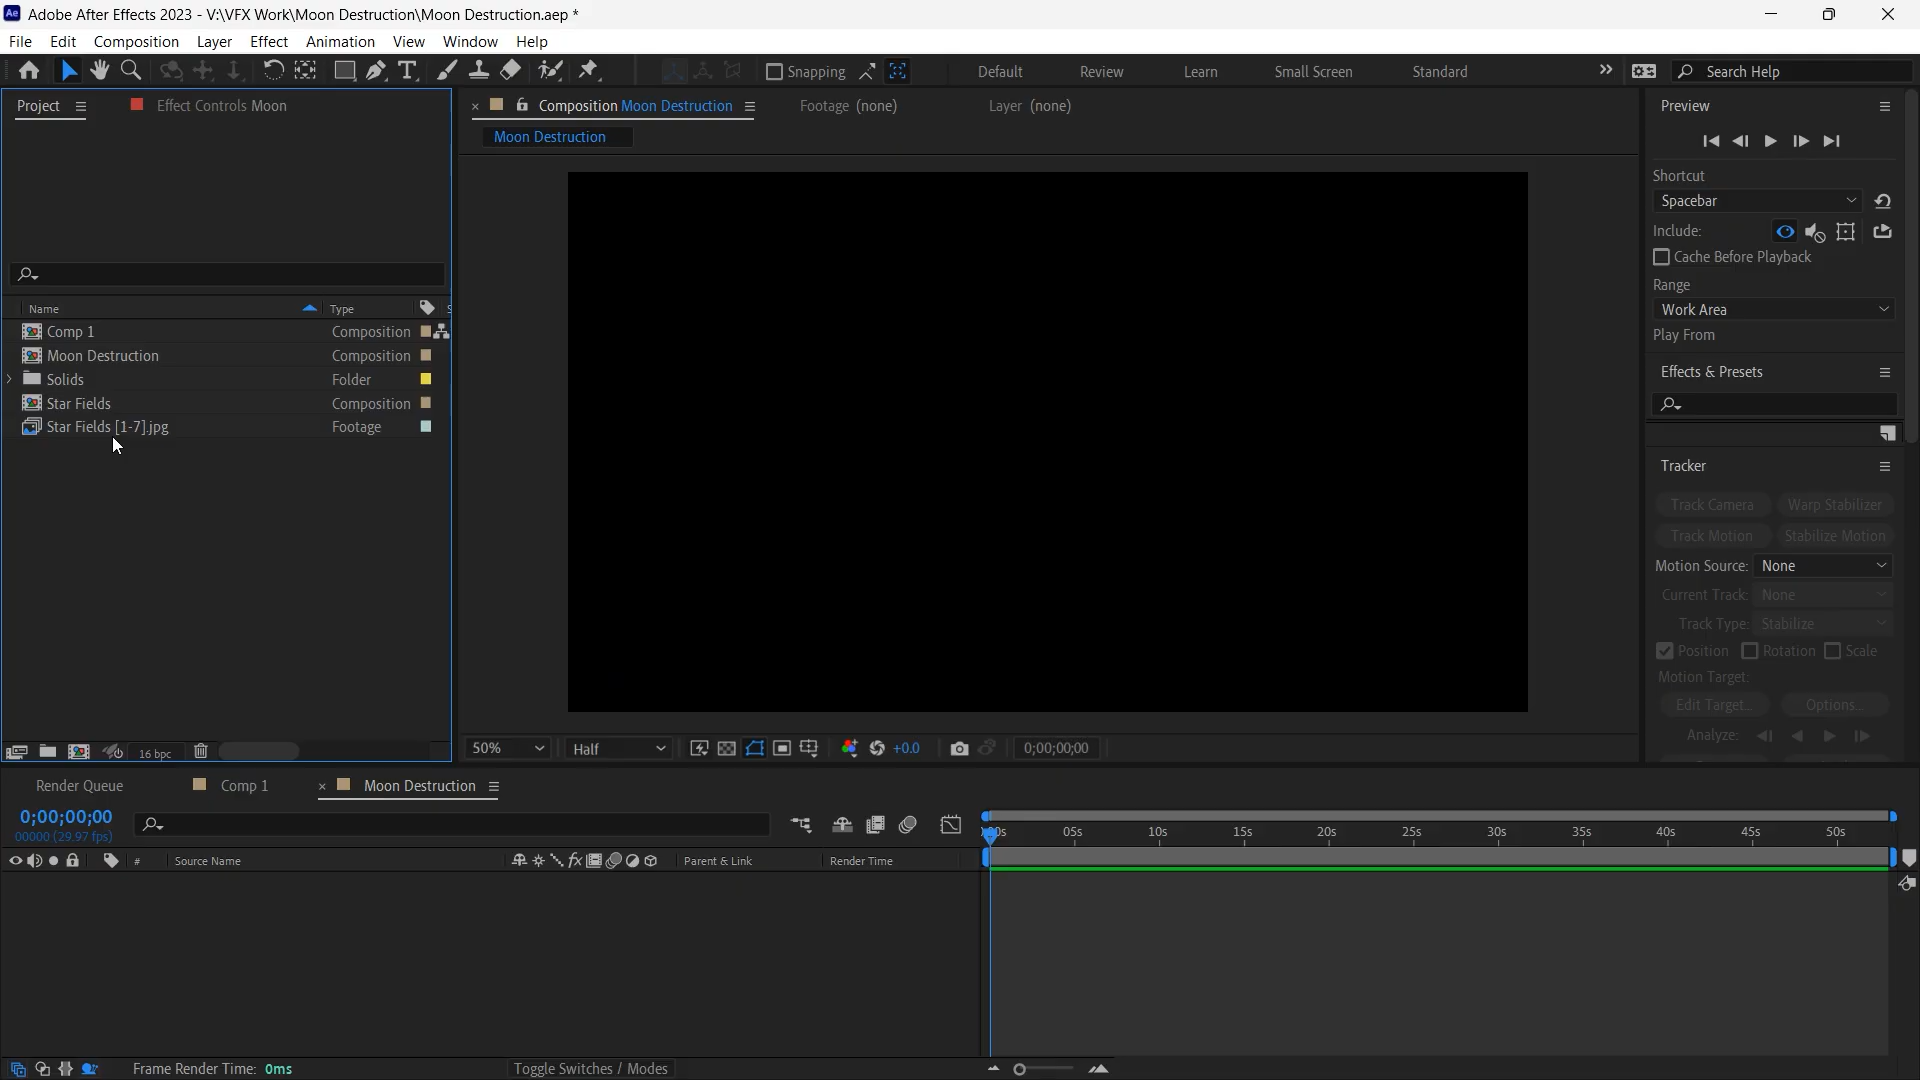 Ae Adobe After Effects 2023 - V:\VFX Work\Moon Destruction\Moon Destruction.aep *
File Edit Composition Layer Effect Animation View Window Help
T Snapping Default Review Learn Small Screen Standard Search Help
Project Effect Controls Moon
Composition Moon Destruction Footage (none) Layer (none)
Moon Destruction
Name Type
Comp 1 Composition
Moon Destruction Composition
Solids Folder
Star Fields Composition
Star Fields [1-7].jpg Footage
16 bpc
50% Half +0.0 0;00;00;00
Preview
Shortcut
Spacebar
Include:
Cache Before Playback
Range
Work Area
Play From
Effects & Presets
Tracker
Track Camera Warp Stabilizer
Track Motion Stabilize Motion
Motion Source: None
Current Track: None
Track Type: Stabilize
Position Rotation Scale
Motion Target:
Edit Target... Options...
Analyze:
Render Queue Comp 1 Moon Destruction
0;00;00;00
00000 (29.97 fps)
05s 10s 15s 20s 25s 30s 35s 40s 45s 50s
# Source Name fx Parent & Link Render Time
Frame Render Time: 0ms Toggle Switches / Modes